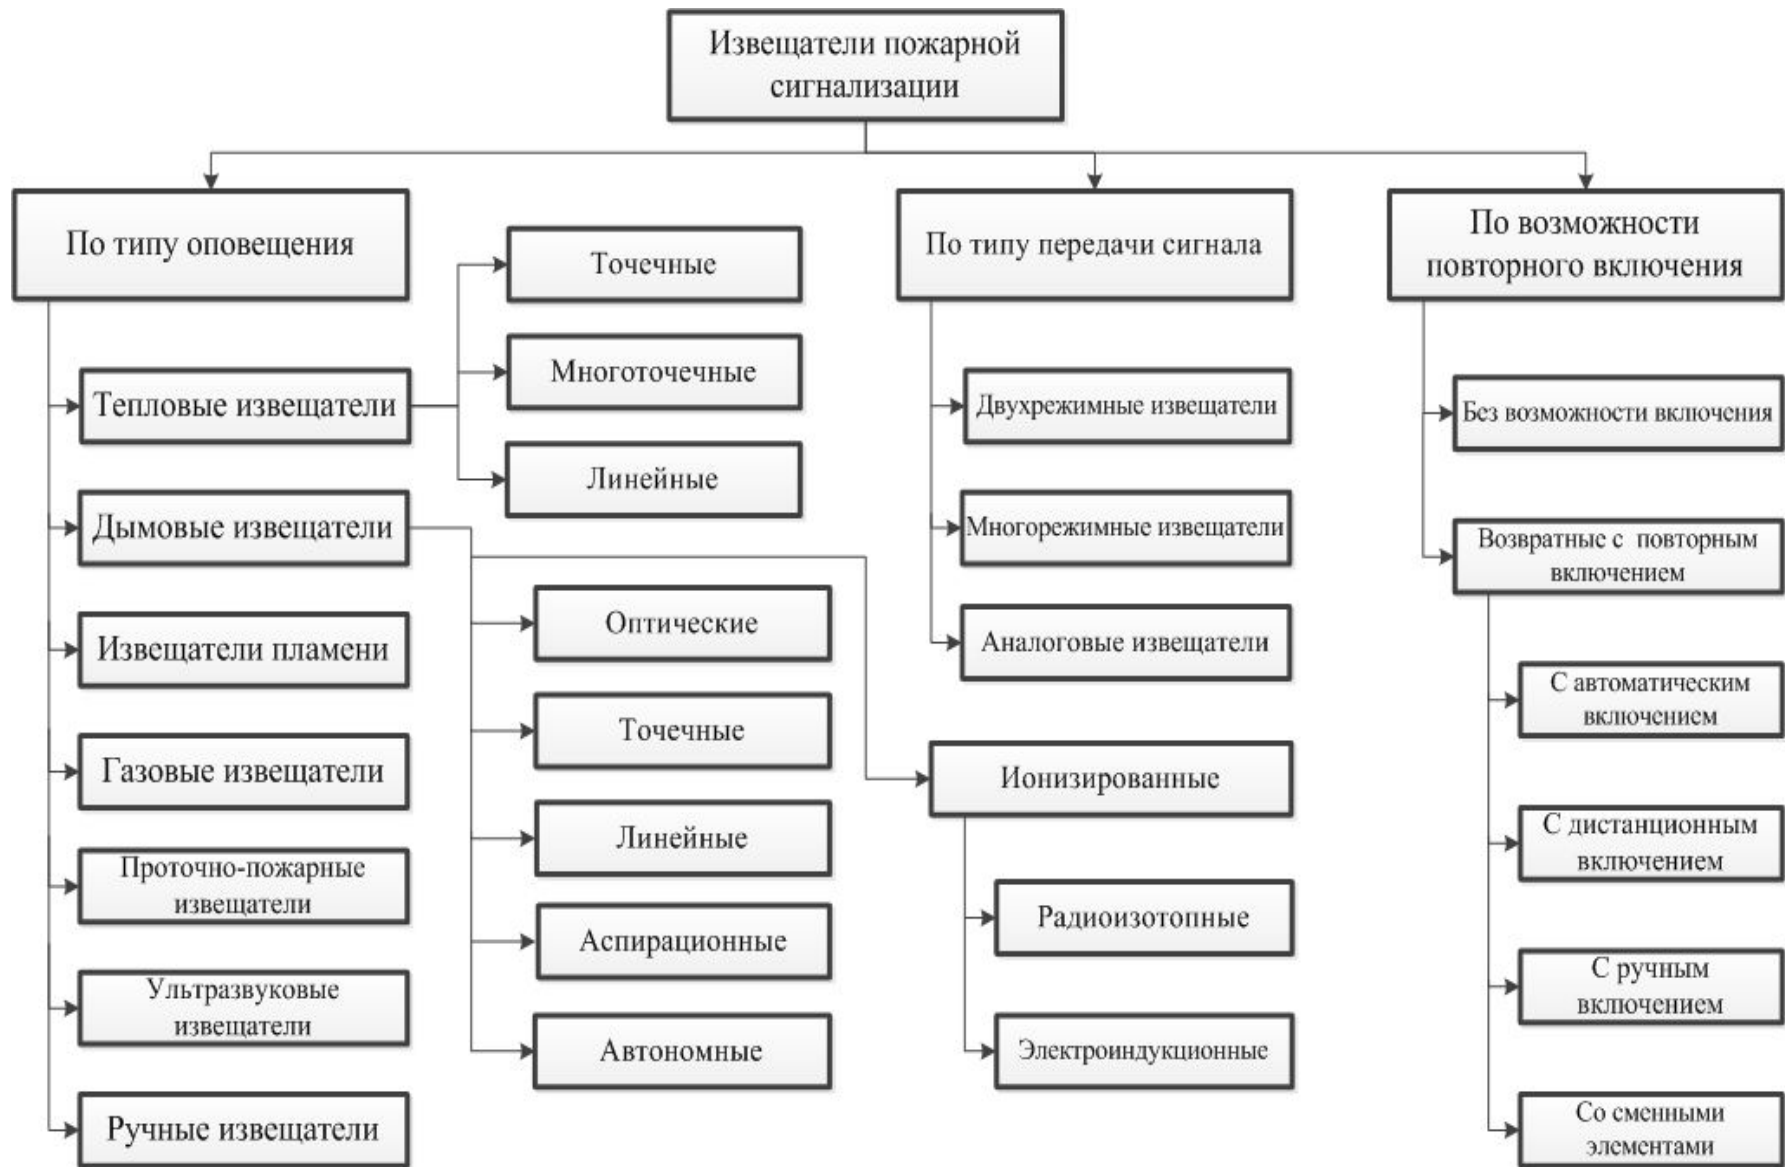 Извещатели пожарной
сигнализации
По типу оповещения
Тепловые извещатели
Точечные
Многоточечные
Линейные
Дымовые извещатели
Оптические
Точечные
Линейные
Аспирационные
Автономные
Ионизированные
Радиоизотопные
Электроиндукционные
Извещатели пламени
Газовые извещатели
Проточно-пожарные
извещатели
Ультразвуковые
извещатели
Ручные извещатели
По типу передачи сигнала
Двухрежимные извещатели
Многорежимные извещатели
Аналоговые извещатели
По возможности
повторного включения
Без возможности включения
Возвратные с повторным
включением
С автоматическим
включением
С дистанционным
включением
С ручным
включением
Со сменными
элементами